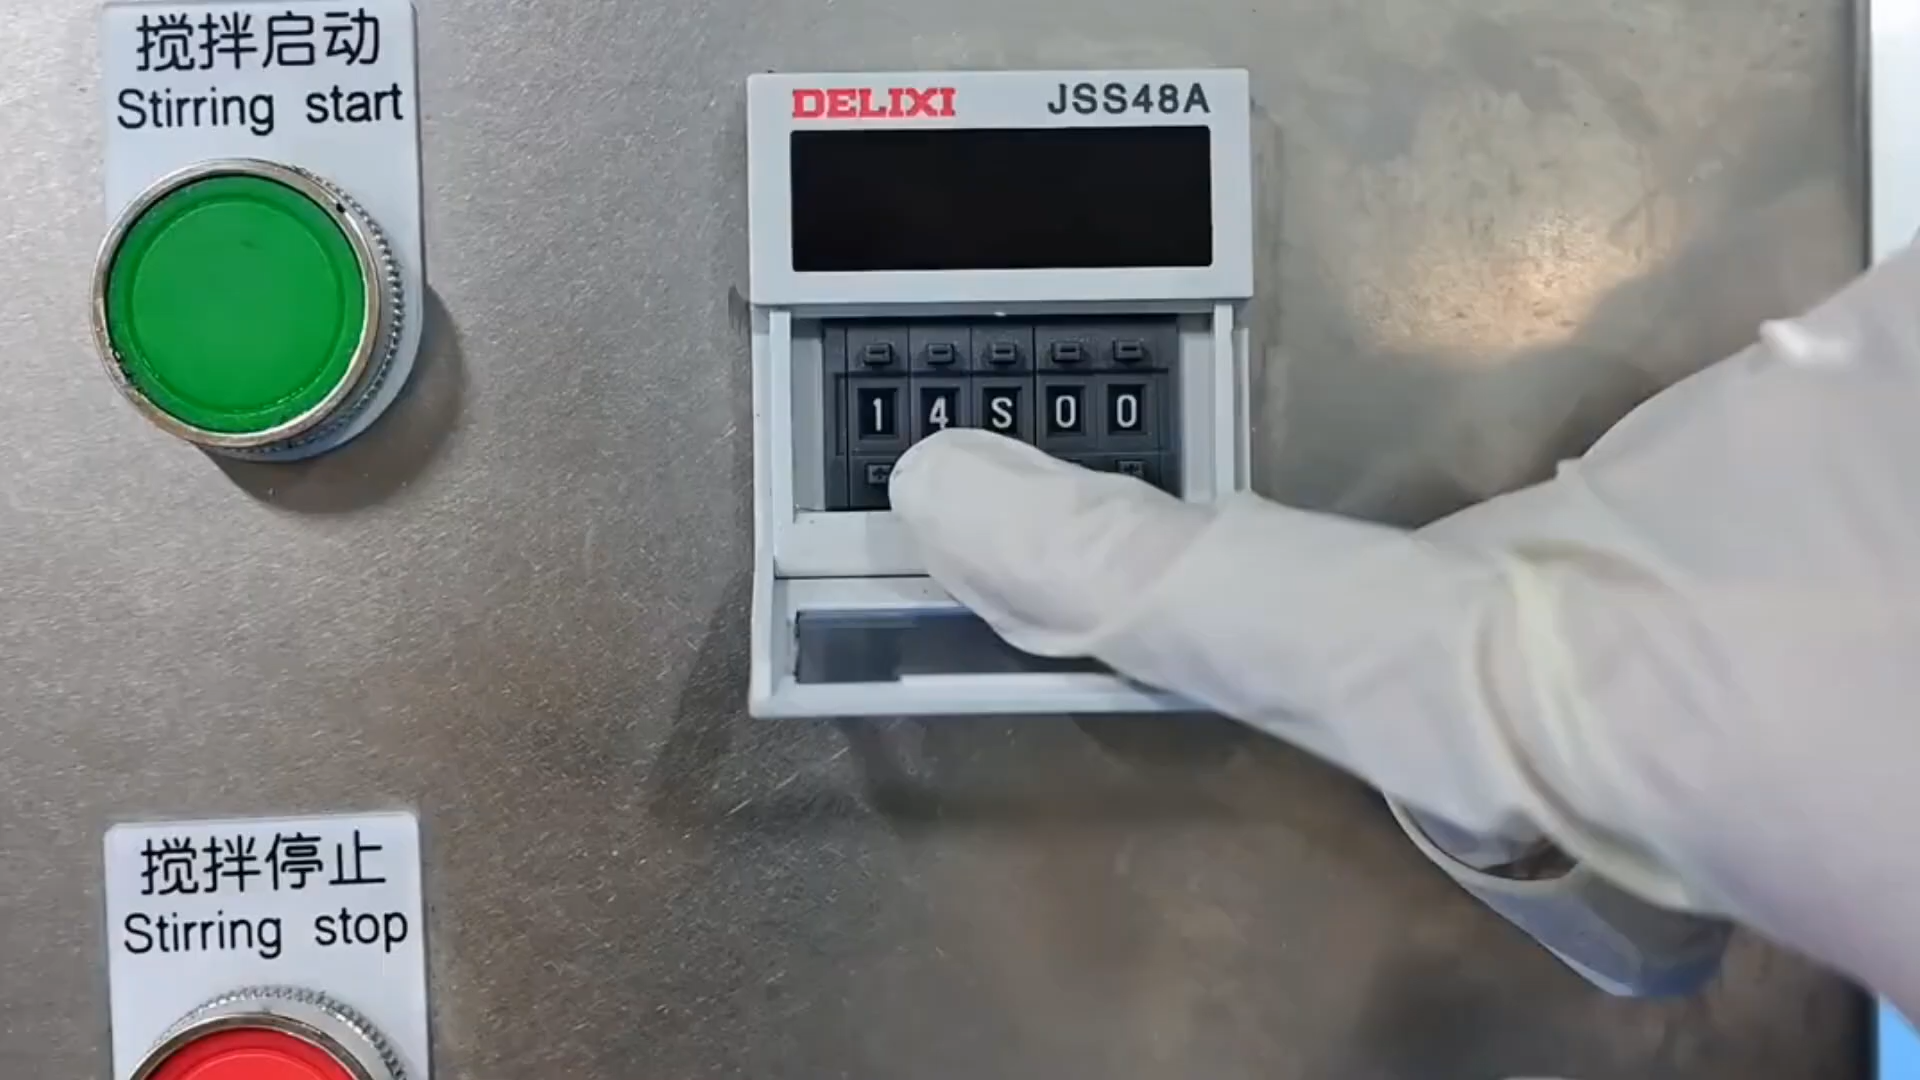 搅拌启动
Stirring start
DELIXI JSS48A
1 4 S 0 0
搅拌停止
Stirring stop